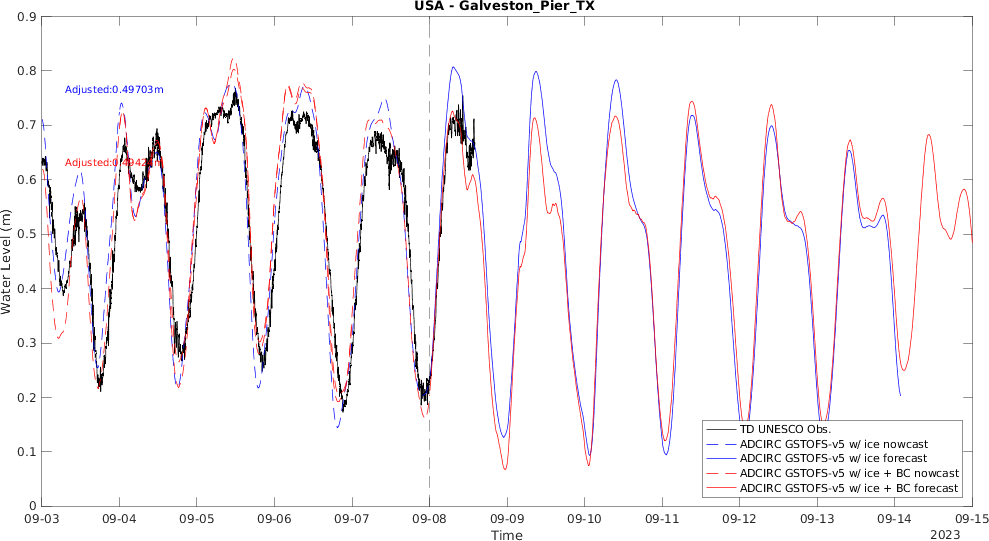 USA - Galveston_Pier_TX
0.9
0.8
0.7
0.6
0.5
0.4
0.3
0.2
0.1
0
Water Level (m)
Adjusted:0.49703m
TD UNESCO Obs.
ADCIRC GSTOFS-v5 w/ ice nowcast
ADCIRC GSTOFS-v5 w/ ice forecast
ADCIRC GSTOFS-v5 w/ ice + BC nowcast
ADCIRC GSTOFS-v5 w/ ice + BC forecast
09-03 09-04 09-05 09-06 09-07 09-08 09-09 09-10 09-11 09-12 09-13 09-14 09-15
Time
2023